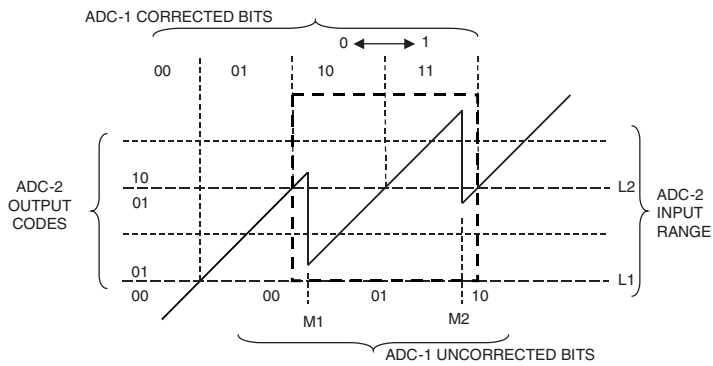 ADC-1 CORRECTED BITS
0 1
00 01 10 11
ADC-2
OUTPUT
CODES
10
01
01
00
L2
L1
ADC-2
INPUT
RANGE
00 01 10
M1 M2
ADC-1 UNCORRECTED BITS